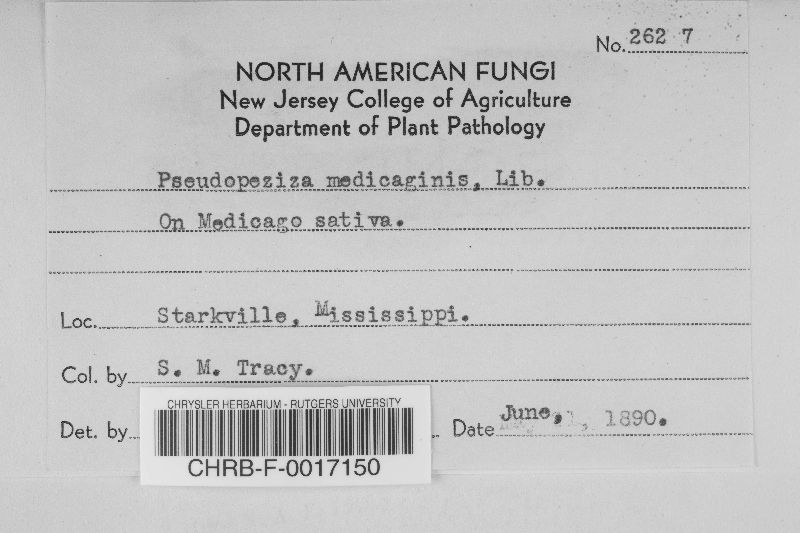 No. 262 7
NORTH AMERICAN FUNGI
New Jersey College of Agriculture
Department of Plant Pathology
Pseudopeziza medicaginis, Lib.
On Medicago sativa.
Loc. Starkville, Mississippi.
Col. by S. M. Tracy.
Det. by
CHRYSLER HERBARIUM - RUTGERS UNIVERSITY
CHRB-F-0017150
Date June, 1890.